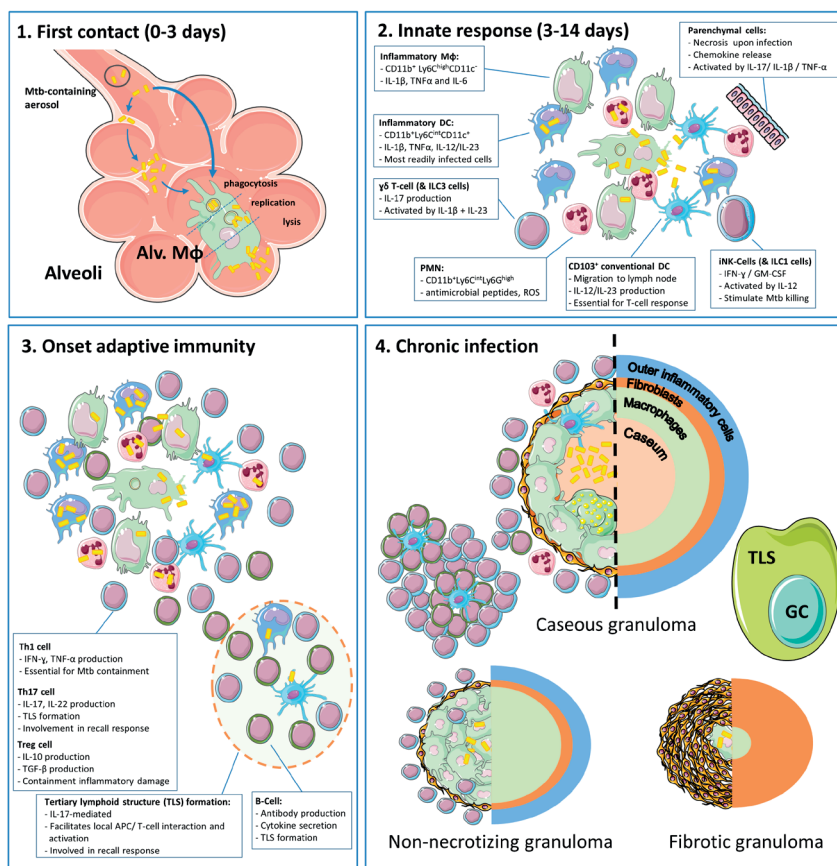 1. First contact (0-3 days)
Mtb-containing
aerosol
phagocytosis
replication
lysis
Alv. Mϕ
Alveoli
2. Innate response (3-14 days)
Inflammatory Mϕ:
- CD11b⁺ Ly6CʰⁱᵍʰCD11c⁻
- IL-1β, TNFα and IL-6
Inflammatory DC:
- CD11b⁺Ly6CⁱⁿᵗCD11c⁺
- IL-1β, TNFα, IL-12/IL-23
- Most readily infected cells
ɣδ T-cell (& ILC3 cells)
- IL-17 production
- Activated by IL-1β + IL-23
PMN:
- CD11b⁺Ly6CⁱⁿᵗLy6Gʰⁱᵍʰ
- antimicrobial peptides, ROS
CD103⁺ conventional DC
- Migration to lymph node
- IL-12/IL-23 production
- Essential for T-cell response
Parenchymal cells:
- Necrosis upon infection
- Chemokine release
- Activated by IL-17/ IL-1β / TNF-α
iNK-Cells (& ILC1 cells)
- IFN-ɣ / GM-CSF
- Activated by IL-12
- Stimulate Mtb killing
3. Onset adaptive immunity
Th1 cell
- IFN-ɣ, TNF-α production
- Essential for Mtb containment
Th17 cell
- IL-17, IL-22 production
- TLS formation
- Involvement in recall response
Treg cell
- IL-10 production
- TGF-β production
- Containment inflammatory damage
Tertiary lymphoid structure (TLS) formation:
- IL-17-mediated
- Facilitates local APC/ T-cell interaction and
activation
- Involved in recall response
B-Cell:
- Antibody production
- Cytokine secretion
- TLS formation
4. Chronic infection
Outer inflammatory cells
Fibroblasts
Macrophages
Caseum
Caseous granuloma
TLS
GC
Non-necrotizing granuloma
Fibrotic granuloma